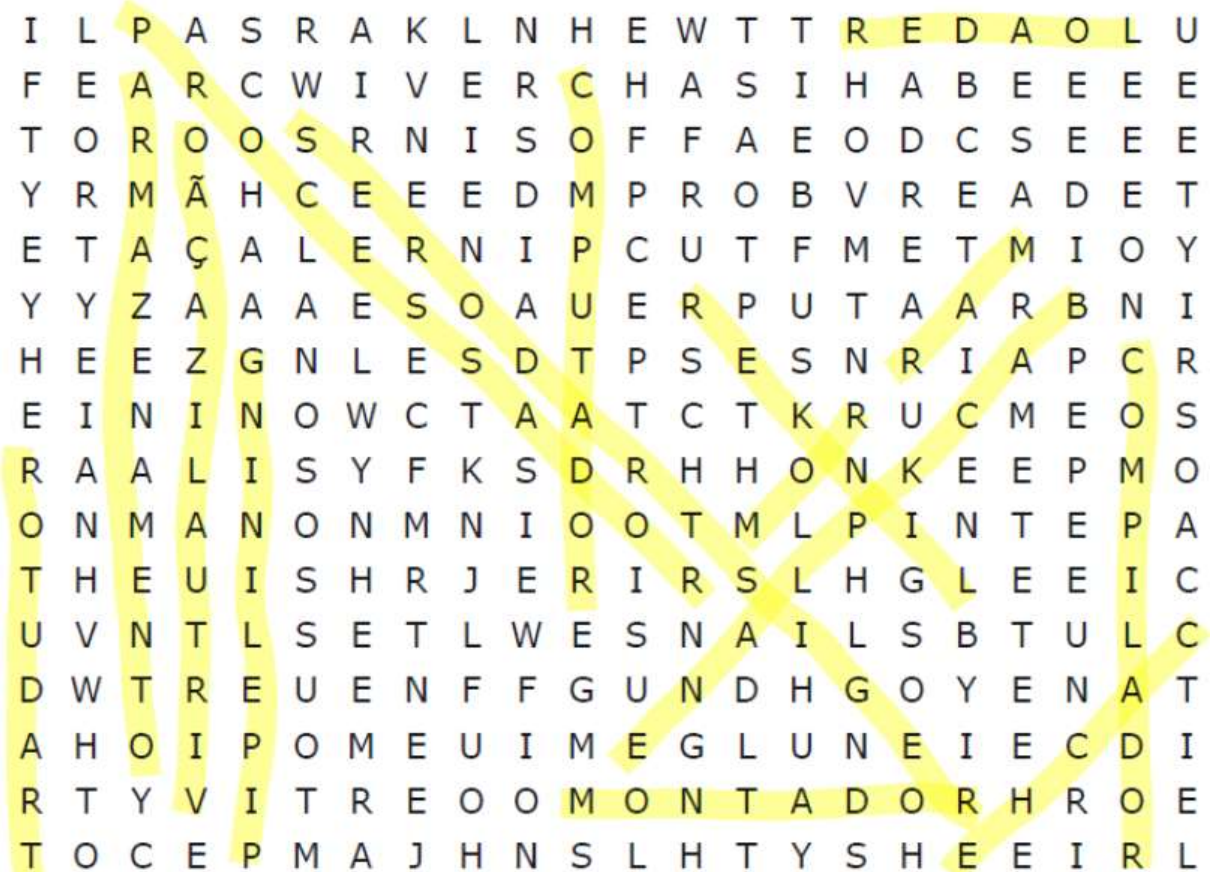 I L P A S R A K L N H E W T T R E D A O L U
F E A R C W I V E R C H A S I H A B E E E E
T O R O O S R N I S O F F A E O D C S E E E
Y R M Ã H C E E E D M P R O B V R E A D E T
E T A Ç A L E R N I P C U T F M E T M I O Y
Y Y Z A A A E S O A U E R P U T A A R B N I
H E E Z G N L E S D T P S E S N R I A P C R
E I N I N O W C T A A T C T K R U C M E O S
R A A L I S Y F K S D R H H O N K E E P M O
O N M A N O N M N I O O T M L P I N T E P A
T H E U I S H R J E R I R S L H G L E E I C
U V N T L S E T L W E S N A I L S B T U L C
D W T R E U E N F F G U N D H G O Y E N A T
A H O I P O M E U I M E G L U N E I E C D I
R T Y V I T R E O O M O N T A D O R H R O E
T O C E P M A J H N S L H T Y S H E E I R L